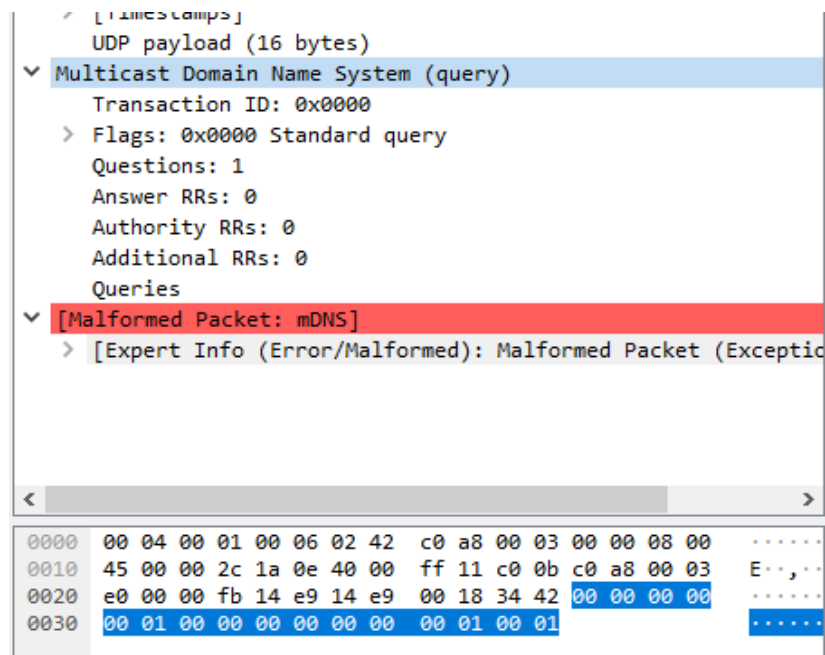 [Timestamps]
UDP payload (16 bytes)
Multicast Domain Name System (query)
Transaction ID: 0x0000
Flags: 0x0000 Standard query
Questions: 1
Answer RRs: 0
Authority RRs: 0
Additional RRs: 0
Queries
[Malformed Packet: mDNS]
[Expert Info (Error/Malformed): Malformed Packet (Exceptic
0000 00 04 00 01 00 06 02 42 c0 a8 00 03 00 00 08 00 ······
0010 45 00 00 2c 1a 0e 40 00 ff 11 c0 0b c0 a8 00 03 E··,··
0020 e0 00 00 fb 14 e9 14 e9 00 18 34 42 00 00 00 00 ······
0030 00 01 00 00 00 00 00 00 00 01 00 01 ······